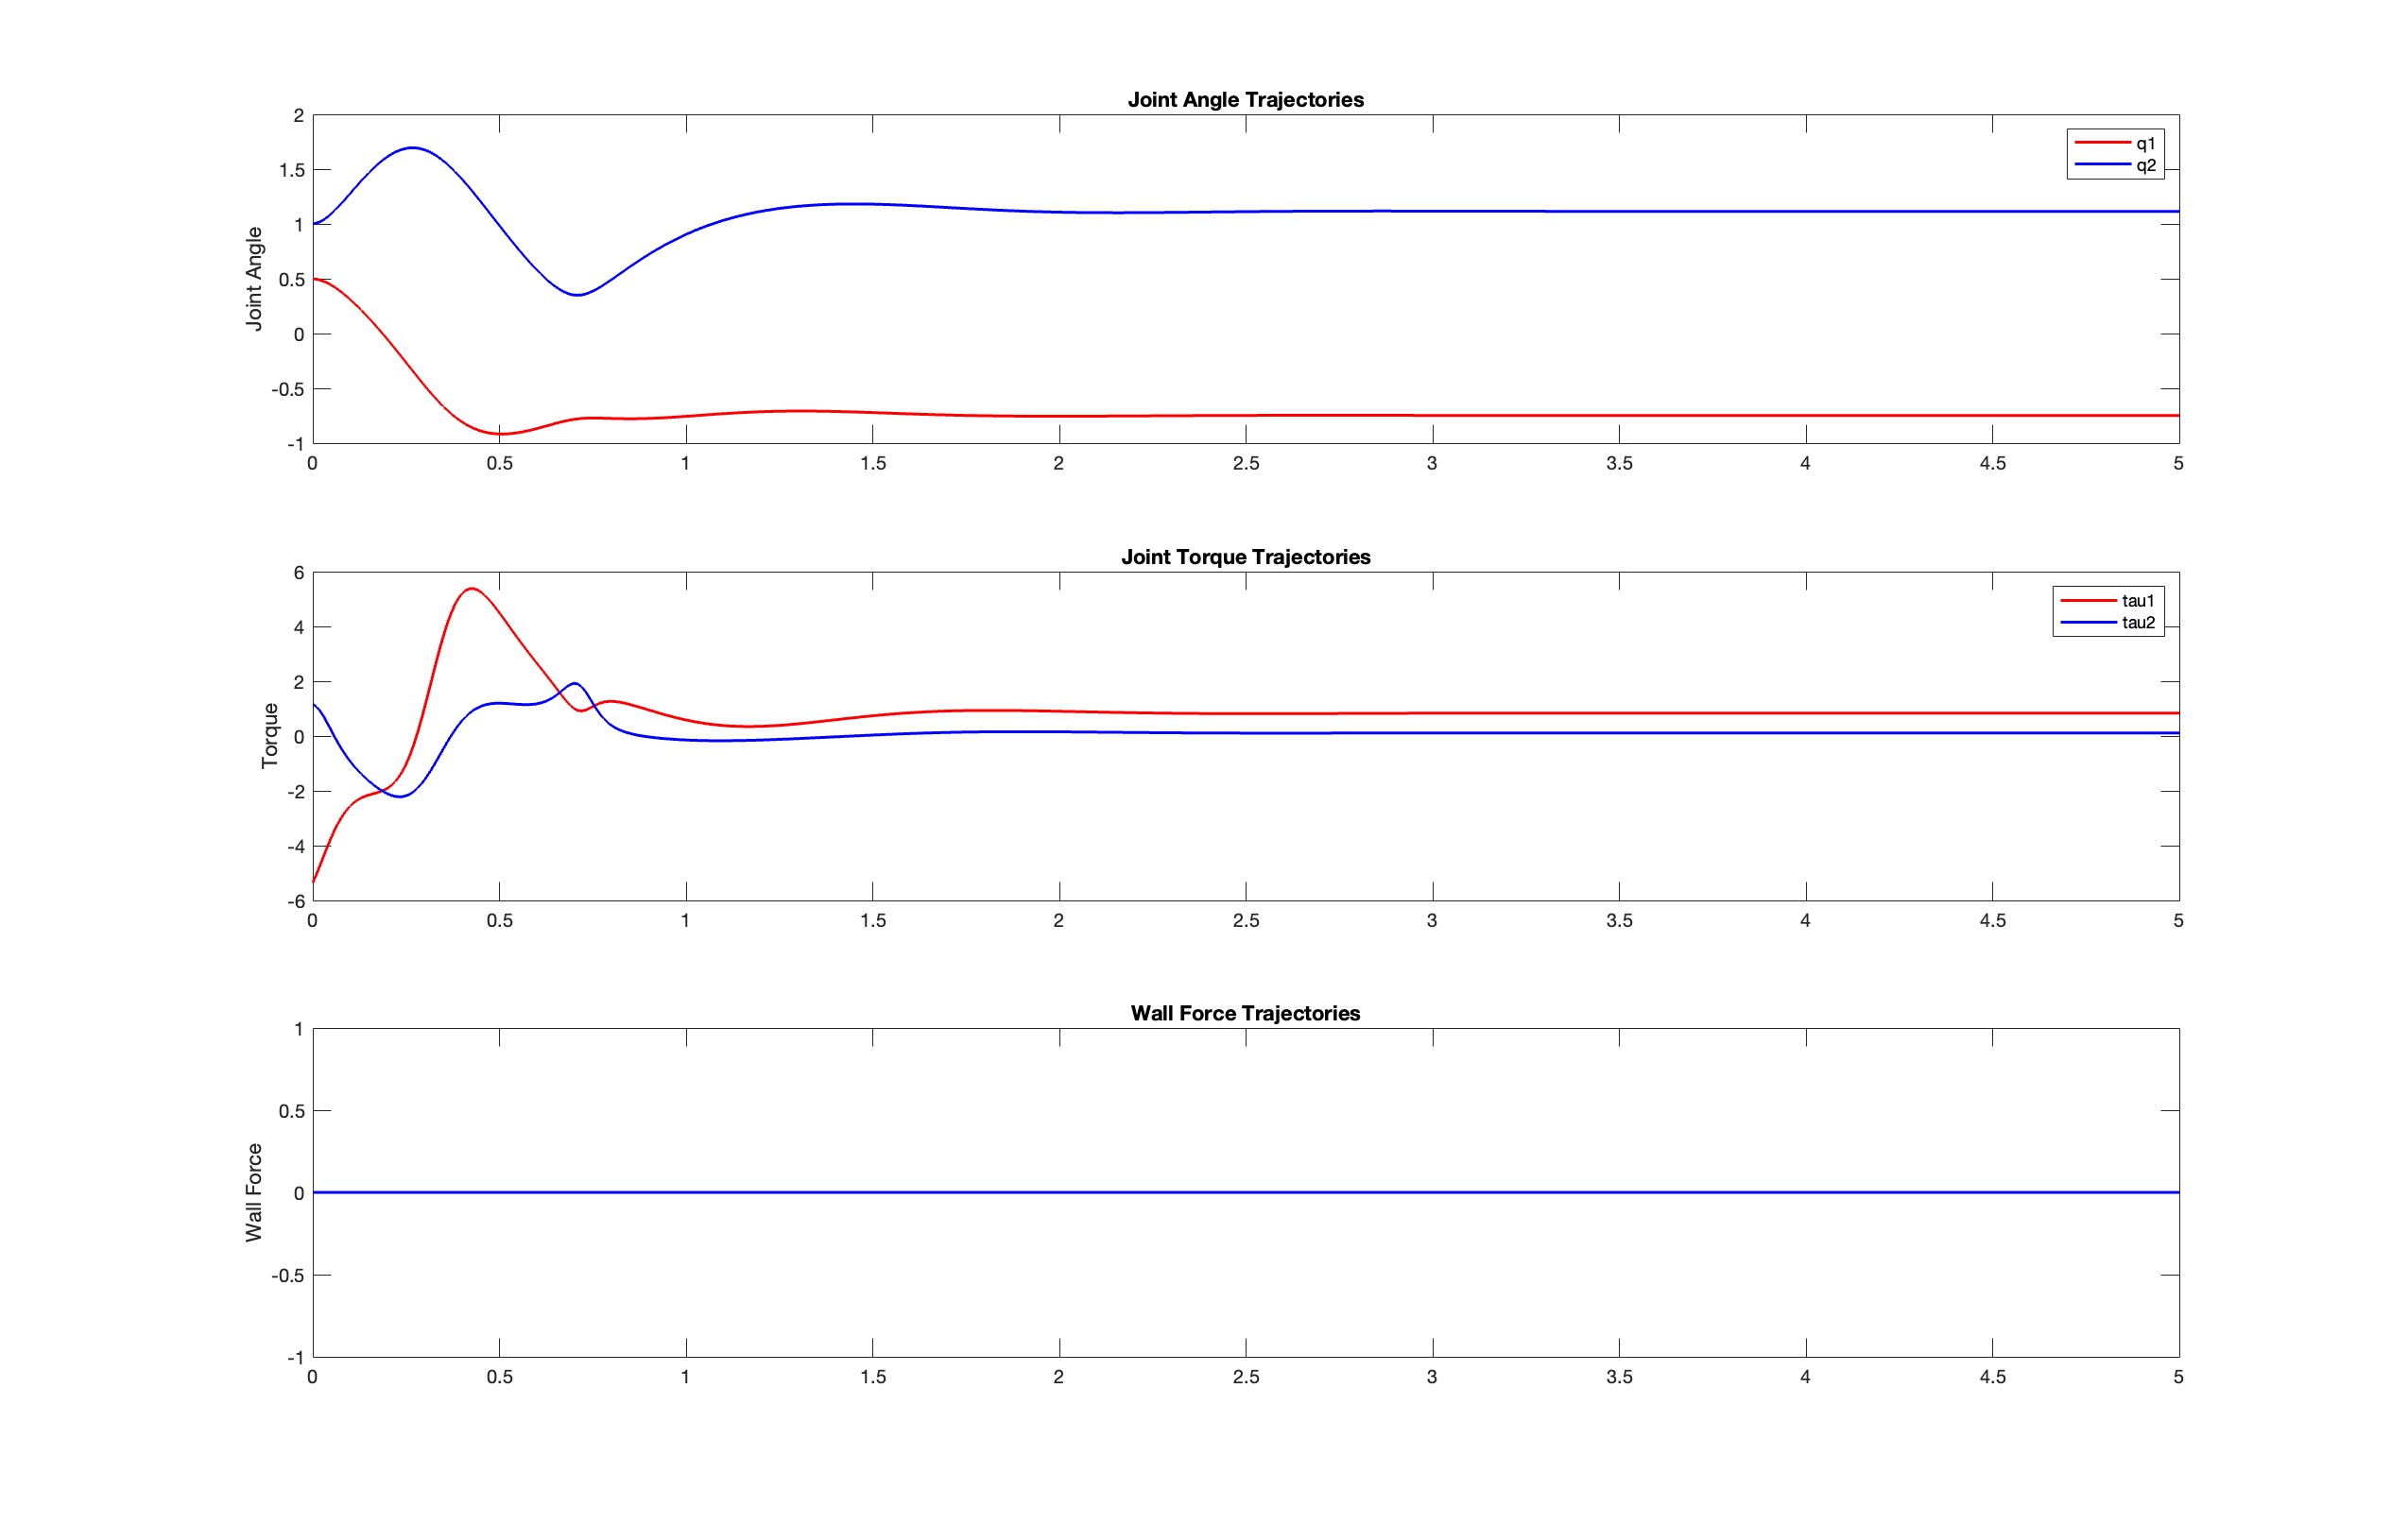 Joint Angle Trajectories
2
1.5
1
0.5
0
-0.5
-1
Joint Angle
q1
q2
0 0.5 1 1.5 2 2.5 3 3.5 4 4.5 5
Joint Torque Trajectories
6
4
2
0
-2
-4
-6
Torque
tau1
tau2
0 0.5 1 1.5 2 2.5 3 3.5 4 4.5 5
Wall Force Trajectories
1
0.5
0
-0.5
-1
Wall Force
0 0.5 1 1.5 2 2.5 3 3.5 4 4.5 5